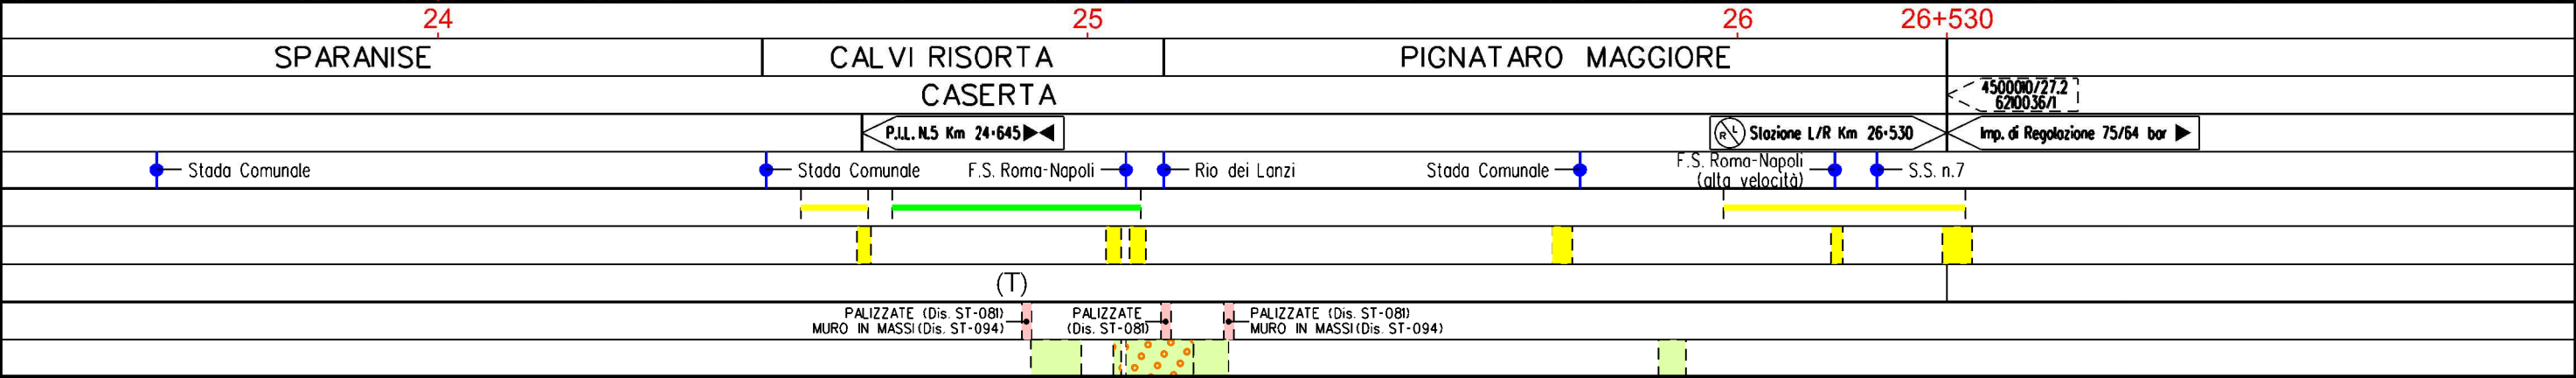 24 25 26 26+530
SPARANISE CALVI RISORTA PIGNATARO MAGGIORE
CASERTA
4500010/27.2
6210036/1
P.I.L. N.5 Km 24+645 R L Stazione L/R Km 26+530 Imp. di Regolazione 75/64 bar
Stada Comunale Stada Comunale F.S. Roma-Napoli Rio dei Lanzi Stada Comunale F.S. Roma-Napoli
(alta velocità) S.S. n.7
(T)
PALIZZATE (Dis. ST-081)
MURO IN MASSI(Dis. ST-094)
PALIZZATE
(Dis. ST-081)
PALIZZATE (Dis. ST-081)
MURO IN MASSI(Dis. ST-094)